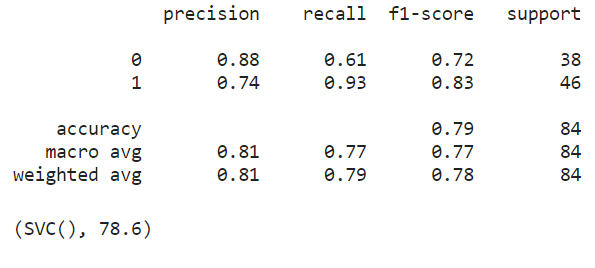 precision recall f1-score support
0 0.88 0.61 0.72 38
1 0.74 0.93 0.83 46
accuracy 0.79 84
macro avg 0.81 0.77 0.77 84
weighted avg 0.81 0.79 0.78 84
(SVC(), 78.6)